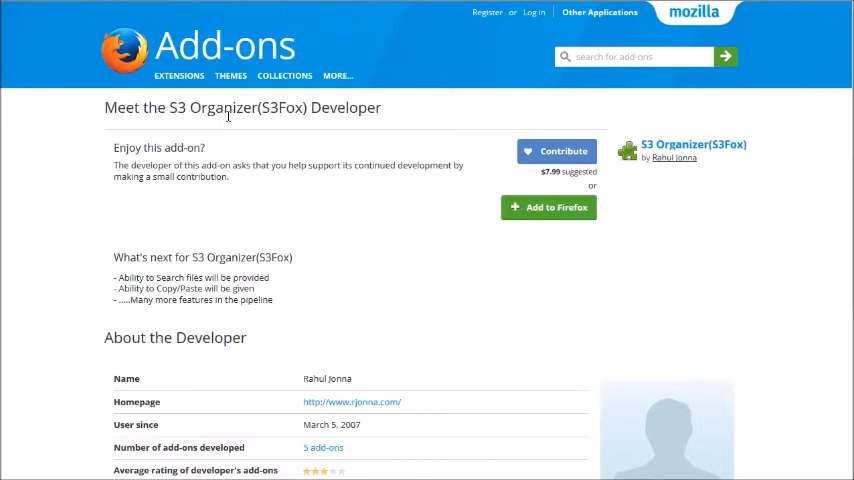 Register or Log in Other Applications mozilla
Add-ons
EXTENSIONS THEMES COLLECTIONS MORE...
search for add-ons
Meet the S3 Organizer(S3Fox) Developer
Enjoy this add-on?
The developer of this add-on asks that you help support its continued development by
making a small contribution.
Contribute
$7.99 suggested
or
Add to Firefox
S3 Organizer(S3Fox)
by Rahul Jonna
What's next for S3 Organizer(S3Fox)
- Ability to Search files will be provided
- Ability to Copy/Paste will be given
- .....Many more features in the pipeline
About the Developer
Name Rahul Jonna
Homepage http://www.rjonna.com/
User since March 5, 2007
Number of add-ons developed 5 add-ons
Average rating of developer's add-ons